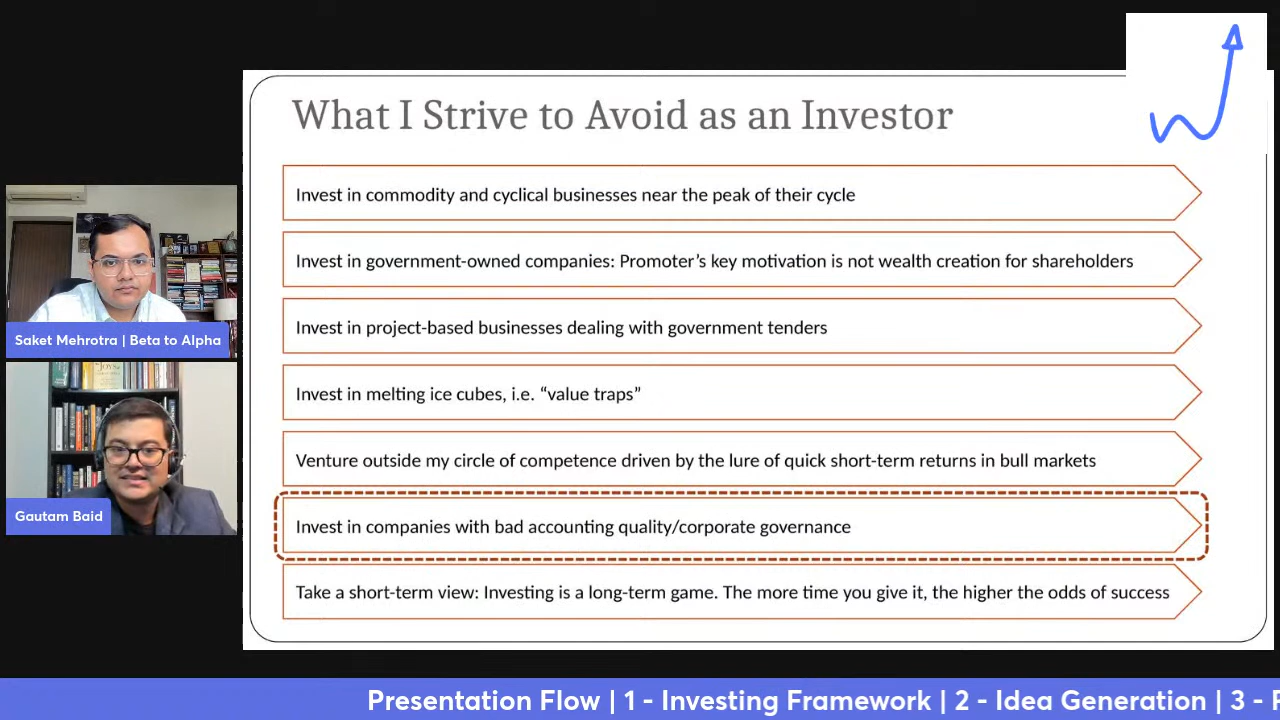 What I Strive to Avoid as an Investor
Invest in commodity and cyclical businesses near the peak of their cycle
Invest in government-owned companies: Promoter’s key motivation is not wealth creation for shareholders
Invest in project-based businesses dealing with government tenders
Invest in melting ice cubes, i.e. “value traps”
Venture outside my circle of competence driven by the lure of quick short-term returns in bull markets
Invest in companies with bad accounting quality/corporate governance
Take a short-term view: Investing is a long-term game. The more time you give it, the higher the odds of success
Saket Mehrotra | Beta to Alpha
Gautam Baid
Presentation Flow | 1 - Investing Framework | 2 - Idea Generation | 3 -